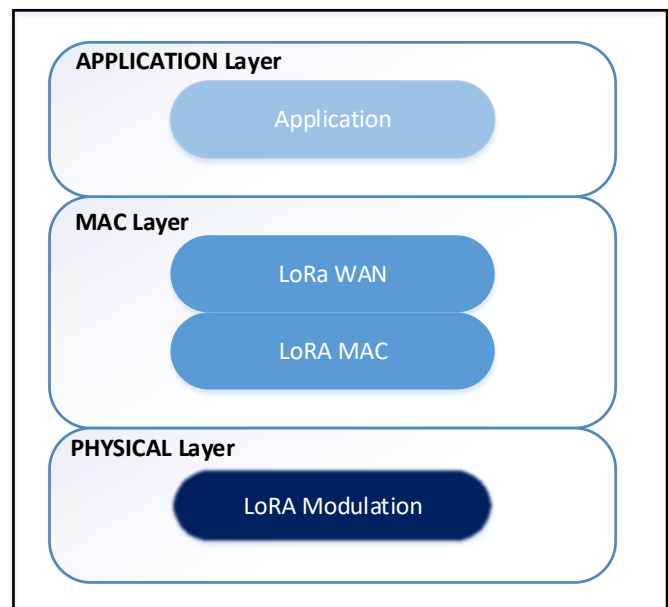 APPLICATION Layer
Application
MAC Layer
LoRa WAN
LoRA MAC
PHYSICAL Layer
LoRA Modulation